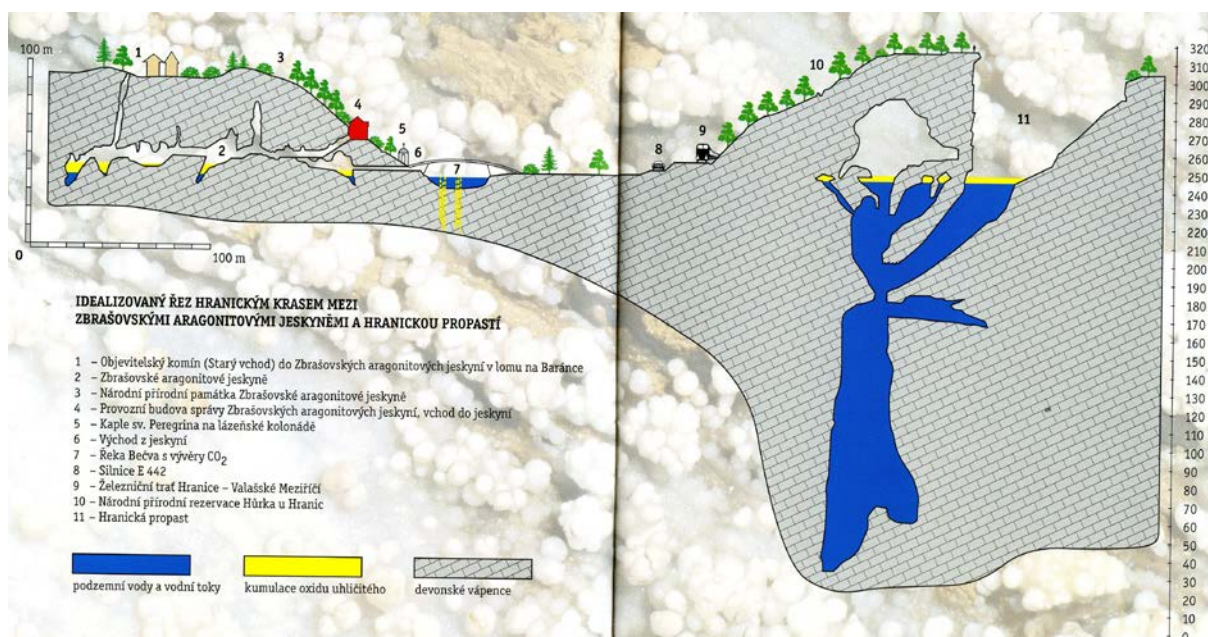 100 m
1
3
2
4
5
6
7
8
9
10
11
0
100 m
320
310
300
290
280
270
260
250
240
230
220
210
200
190
180
170
160
150
140
130
120
110
100
90
80
70
60
50
40
30
20
10
0
IDEALIZOVANÝ ŘEZ HRANICKÝM KRASEM MEZI
ZBRAŠOVSKÝMI ARAGONITOVÝMI JESKYNĚMI A HRANICKOU PROPASTÍ
1 – Objevitelský komín (Starý vchod) do Zbrašovských aragonitových jeskyní v lomu na Baránce
2 – Zbrašovské aragonitové jeskyně
3 – Národní přírodní památka Zbrašovské aragonitové jeskyně
4 – Provozní budova správy Zbrašovských aragonitových jeskyní, vchod do jeskyní
5 – Kaple sv. Peregrina na lázeňské kolonádě
6 – Východ z jeskyní
7 – Řeka Bečva s vývěry CO₂
8 – Silnice E 442
9 – Železniční trať Hranice – Valašské Meziříčí
10 – Národní přírodní rezervace Hůrka u Hranic
11 – Hranická propast
podzemní vody a vodní toky
kumulace oxidu uhličitého
devonské vápence